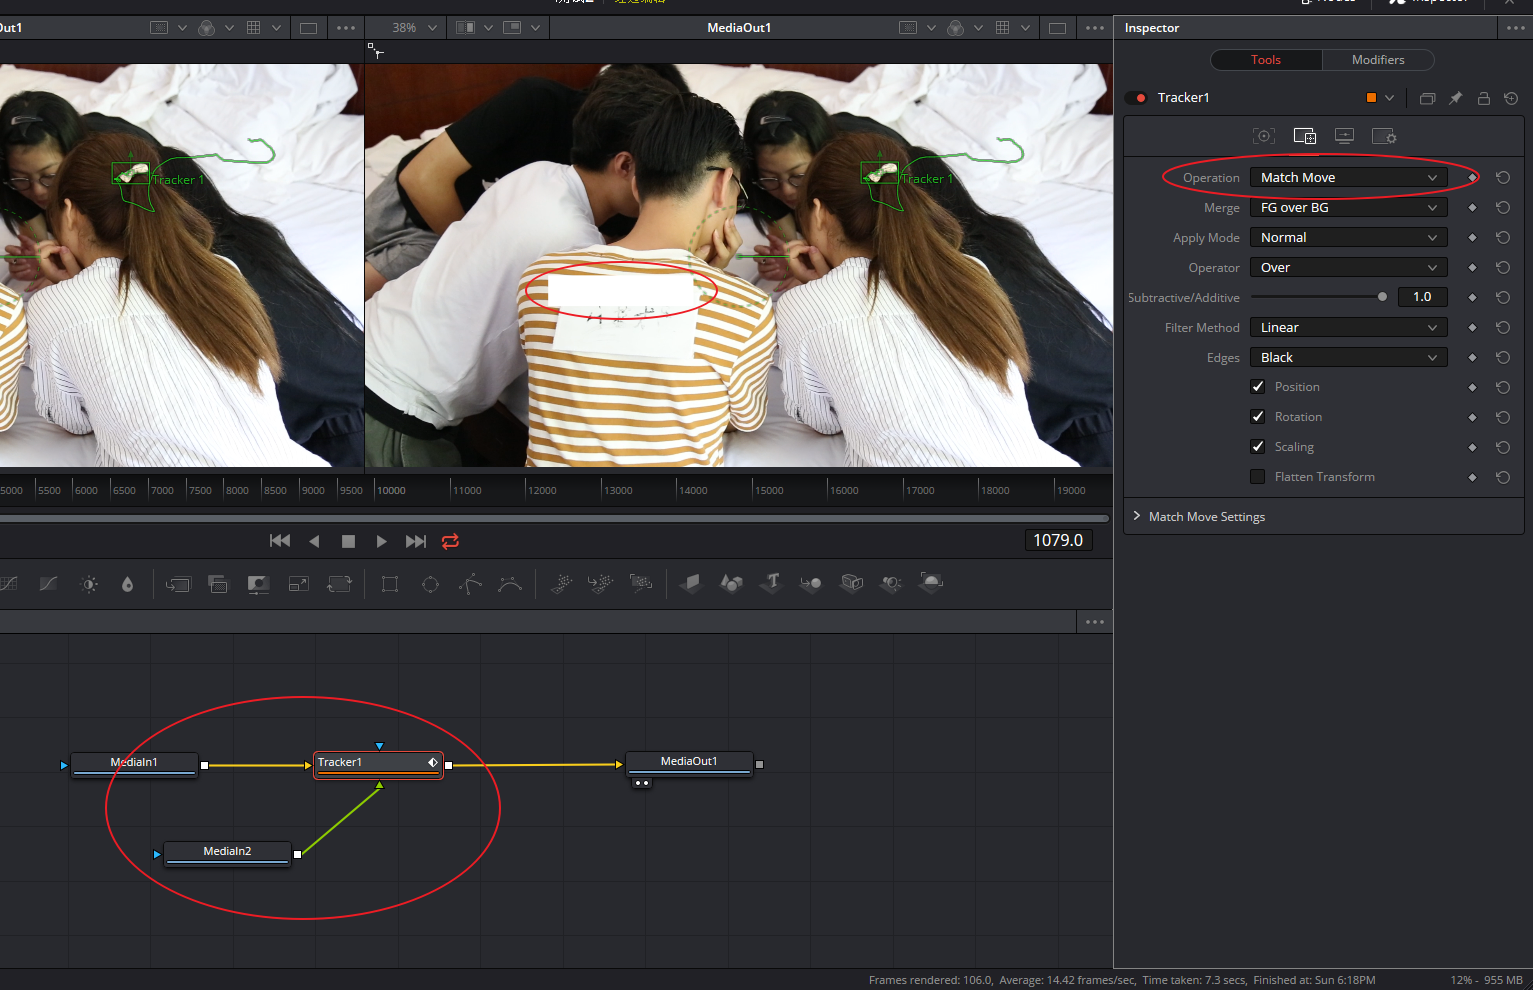 Out1
38%
MediaOut1
Inspector
Tools
Modifiers
Tracker1
Tracker 1
Tracker 1
Operation
Match Move
Merge
FG over BG
Apply Mode
Normal
Operator
Over
Subtractive/Additive
1.0
Filter Method
Linear
Edges
Black
Position
Rotation
Scaling
Flatten Transform
Match Move Settings
5000 5500 6000 6500 7000 7500 8000 8500 9000 9500 10000 11000 12000 13000 14000 15000 16000 17000 18000 19000
1079.0
MediaIn1
Tracker1
MediaOut1
MediaIn2
Frames rendered: 106.0, Average: 14.42 frames/sec, Time taken: 7.3 secs, Finished at: Sun 6:18PM
12% - 955 MB